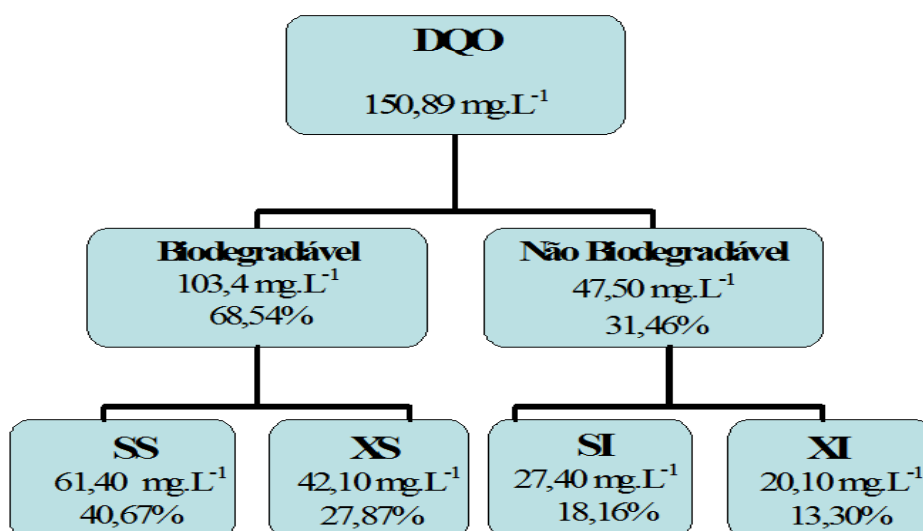 DQO
150,89 mg.L⁻¹
Biodegradável
103,4 mg.L⁻¹
68,54%
Não Biodegradável
47,50 mg.L⁻¹
31,46%
SS
61,40 mg.L⁻¹
40,67%
XS
42,10 mg.L⁻¹
27,87%
SI
27,40 mg.L⁻¹
18,16%
XI
20,10 mg.L⁻¹
13,30%